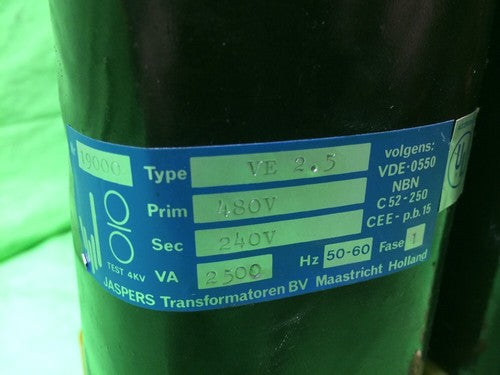 19000
Type VE 2.5
Prim 480V
Sec 240V
VA 2500 Hz 50-60 Fase 1
TEST 4KV
volgens:
VDE-0550
NBN
C 52-250
CEE-p.b.15
JASPERS Transformatoren BV Maastricht Holland